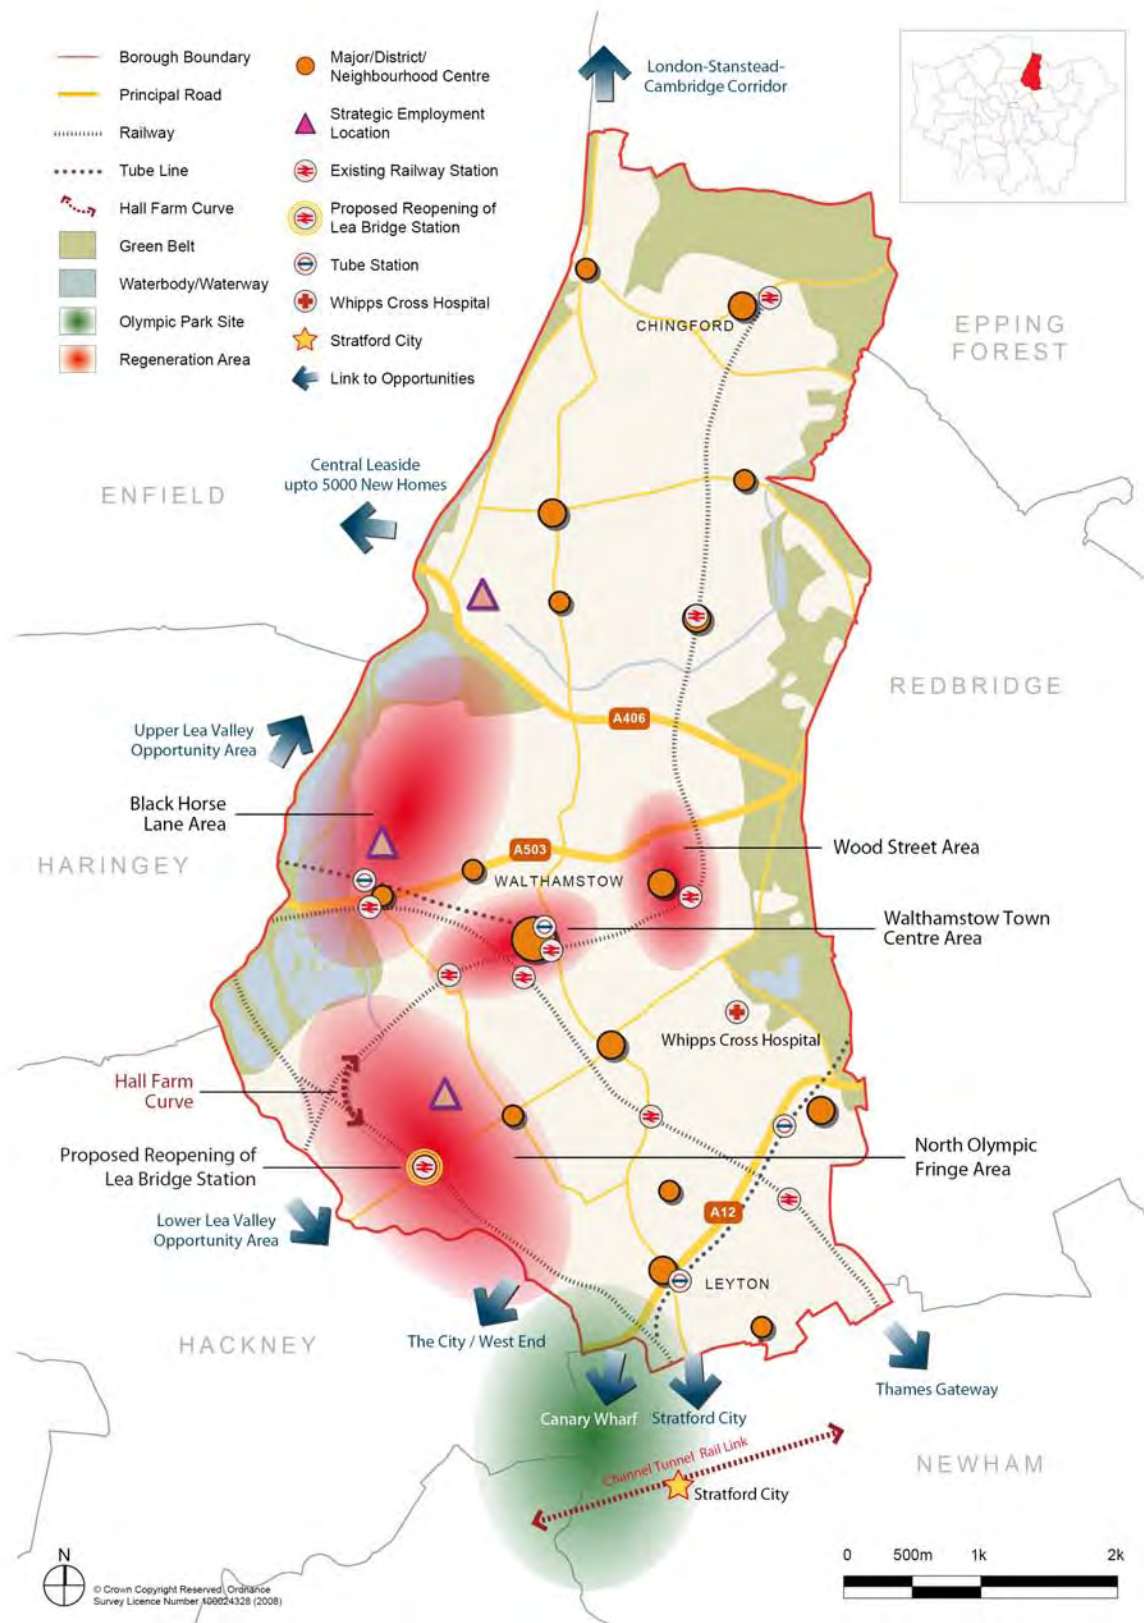 Borough Boundary
Principal Road
Railway
Tube Line
Hall Farm Curve
Green Belt
Waterbody/Waterway
Olympic Park Site
Regeneration Area
Major/District/
Neighbourhood Centre
Strategic Employment
Location
Existing Railway Station
Proposed Reopening of
Lea Bridge Station
Tube Station
Whipps Cross Hospital
Stratford City
Link to Opportunities
London-Stanstead-
Cambridge Corridor
CHINGFORD
EPPING
FOREST
Central Leaside
upto 5000 New Homes
ENFIELD
REDBRIDGE
A406
Upper Lea Valley
Opportunity Area
Black Horse
Lane Area
HARINGEY
A503
WALTHAMSTOW
Wood Street Area
Walthamstow Town
Centre Area
Whipps Cross Hospital
Hall Farm
Curve
Proposed Reopening of
Lea Bridge Station
North Olympic
Fringe Area
Lower Lea Valley
Opportunity Area
A12
LEYTON
HACKNEY
The City / West End
Thames Gateway
Canary Wharf
Stratford City
Channel Tunnel Rail Link
Stratford City
NEWHAM
N
© Crown Copyright Reserved. Ordnance
Survey Licence Number 100024328 (2008)
0 500m 1k 2k